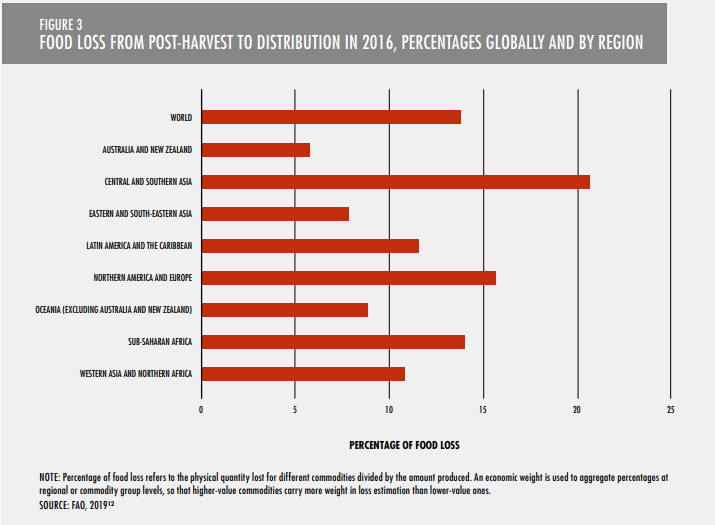 FIGURE 3
FOOD LOSS FROM POST-HARVEST TO DISTRIBUTION IN 2016, PERCENTAGES GLOBALLY AND BY REGION
WORLD
AUSTRALIA AND NEW ZEALAND
CENTRAL AND SOUTHERN ASIA
EASTERN AND SOUTH-EASTERN ASIA
LATIN AMERICA AND THE CARIBBEAN
NORTHERN AMERICA AND EUROPE
OCEANIA (EXCLUDING AUSTRALIA AND NEW ZEALAND)
SUB-SAHARAN AFRICA
WESTERN ASIA AND NORTHERN AFRICA
0 5 10 15 20 25
PERCENTAGE OF FOOD LOSS
NOTE: Percentage of food loss refers to the physical quantity lost for different commodities divided by the amount produced. An economic weight is used to aggregate percentages at
regional or commodity group levels, so that higher-value commodities carry more weight in loss estimation than lower-value ones.
SOURCE: FAO, 2019¹²